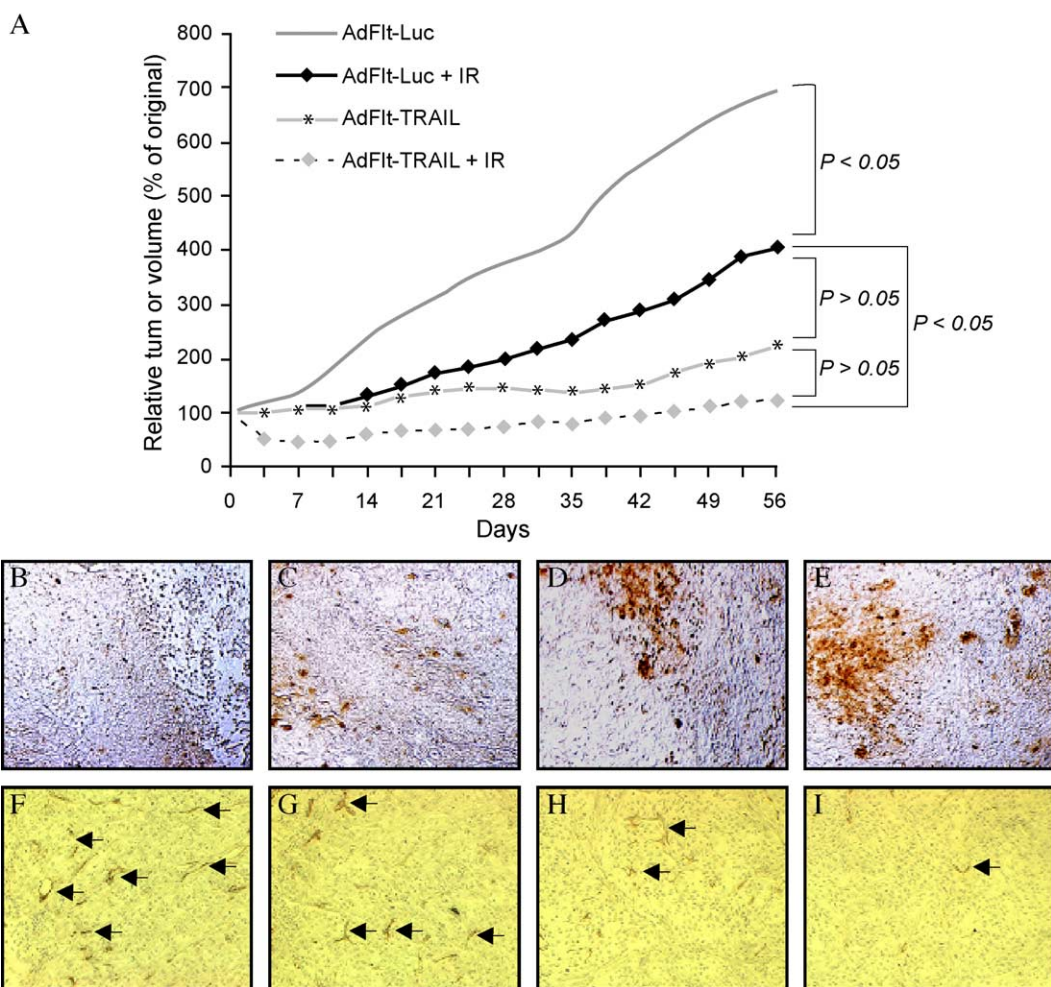 A
800
700
600
500
400
300
200
100
0
Relative tum or volume (% of original)
AdFlt-Luc
AdFlt-Luc + IR
AdFlt-TRAIL
AdFlt-TRAIL + IR
P < 0.05
P > 0.05
P < 0.05
P > 0.05
0 7 14 21 28 35 42 49 56
Days
B C D E
F G H I